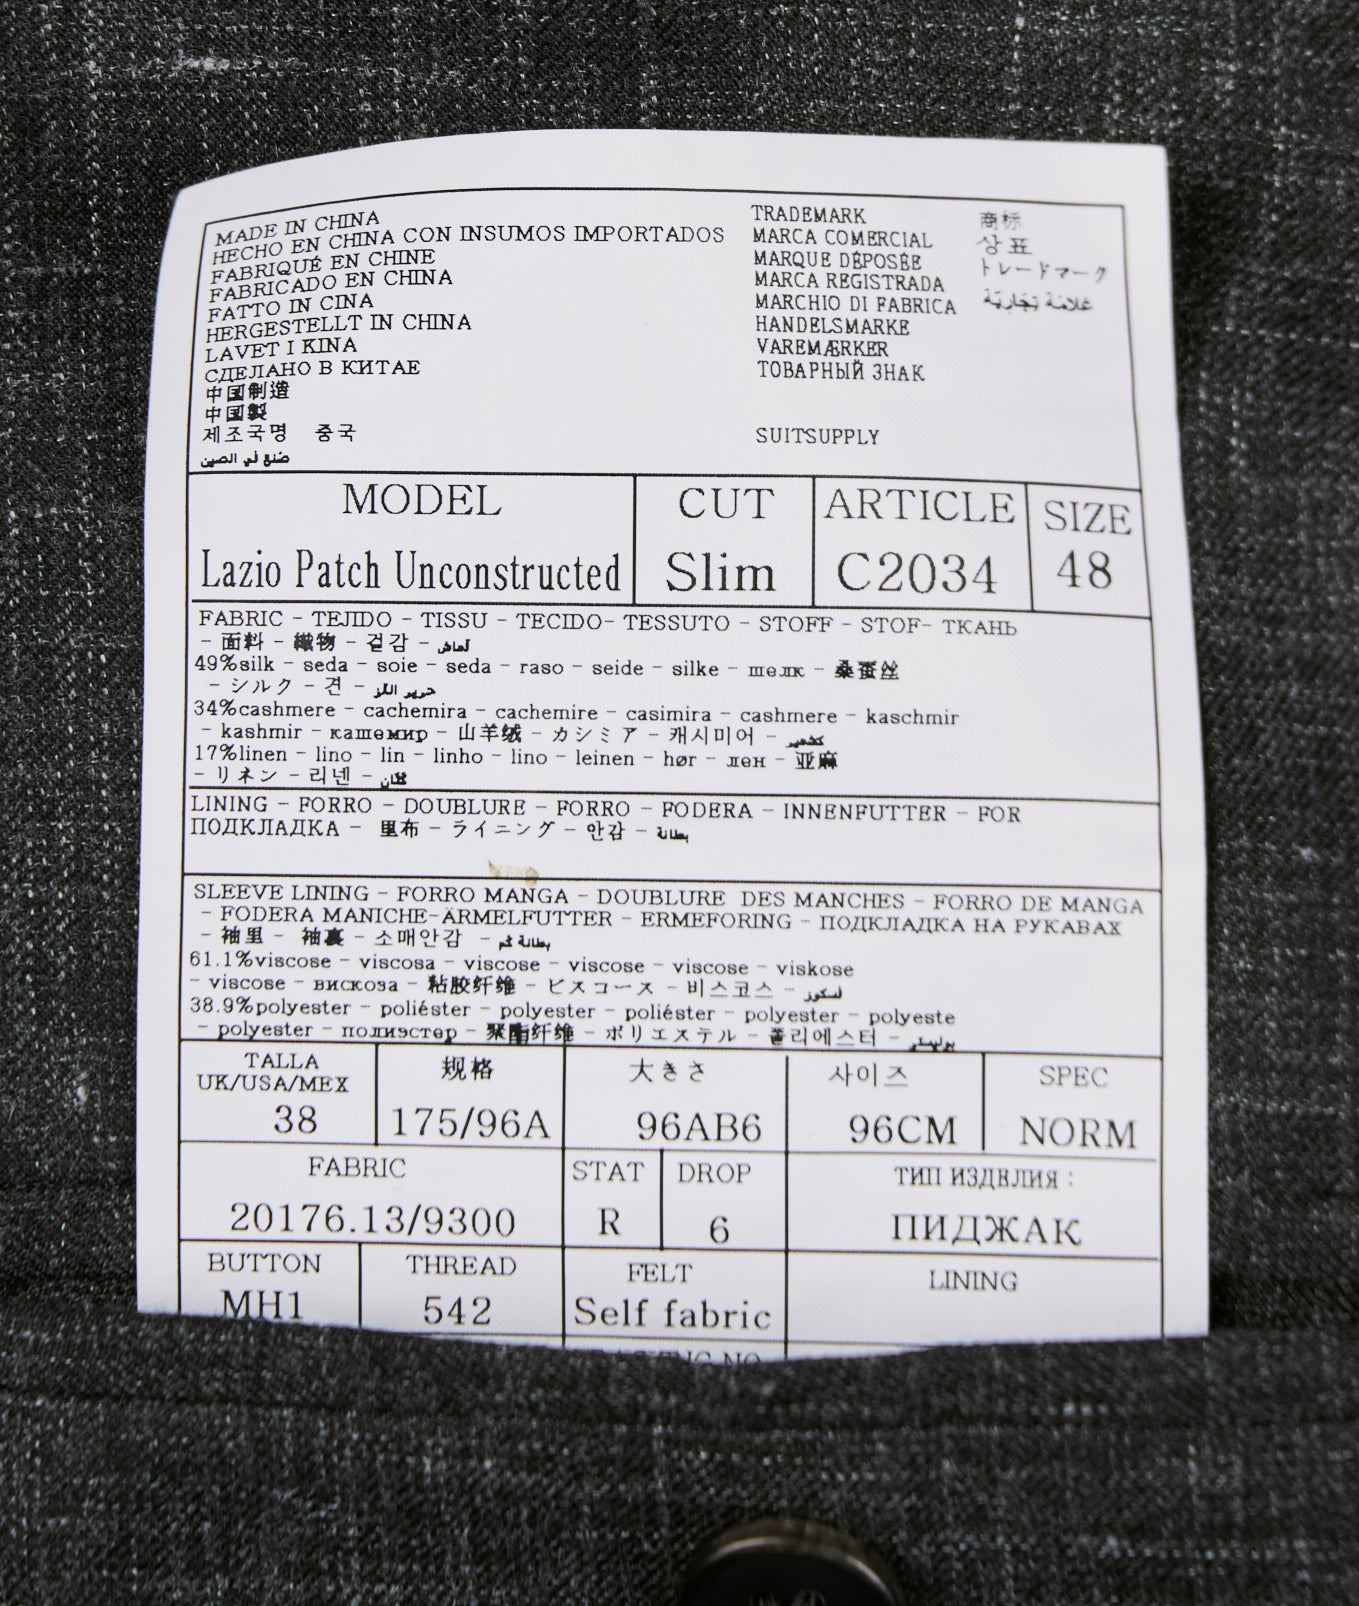 MADE IN CHINA
HECHO EN CHINA CON INSUMOS IMPORTADOS
FABRIQUÉ EN CHINE
FABRICADO EN CHINA
FATTO IN CINA
HERGESTELLT IN CHINA
LAVET I KINA
СДЕЛАНО В КИТАЕ
中國制造
中國製
제조국명 중국
صنع في الصين
TRADEMARK
MARCA COMERCIAL
MARQUE DÉPOSÉE
MARCA REGISTRADA
MARCHIO DI FABRICA
HANDELSMARKE
VAREMÆRKER
ТОВАРНЫЙ ЗНАК
SUITSUPPLY
商标
상표
トレードマーク
علامة تجارية
MODEL
Lazio Patch Unconstructed
CUT
Slim
ARTICLE
C2034
SIZE
48
FABRIC - TEJIDO - TISSU - TECIDO- TESSUTO - STOFF - STOF- ТКАНЬ
- 面料 - 織物 - 겉감 - قماش
49%silk - seda - soie - seda - raso - seide - silke - шелк - 桑蚕丝
- シルク - 견 - حرير
34%cashmere - cachemira - cachemire - casimira - cashmere - kaschmir
- kashmir - кашемир - 山羊绒 - カシミア - 캐시미어 - كشمير
17%linen - lino - lin - linho - lino - leinen - hør - лен - 亚麻
- リネン - 리넨 - كتان
LINING - FORRO - DOUBLURE - FORRO - FODERA - INNENFUTTER - FOR
ПОДКЛАДКА - 里布 - ライニング - 안감 - بطانة
SLEEVE LINING - FORRO MANGA - DOUBLURE DES MANCHES - FORRO DE MANGA
- FODERA MANICHE-ÄRMELFUTTER - ERMEFORING - ПОДКЛАДКА НА РУКАВАХ
- 袖里 - 袖裏 - 소매안감 - بطانة كم
61.1%viscose - viscosa - viscose - viscose - viscose - viskose
- viscose - вискоза - 粘胶纤维 - ビスコース - 비스코스 -
38.9%polyester - poliéster - polyester - poliéster - polyester - polyeste
- polyester - полиэстер - 聚酯纤维 - ポリエステル - 폴리에스터 -
TALLA
UK/USA/MEX
38
规格
175/96A
大きさ
96AB6
사이즈
96CM
SPEC
NORM
FABRIC
20176.13/9300
STAT
R
DROP
6
ТИП ИЗДЕЛИЯ :
ПИДЖАК
BUTTON
MH1
THREAD
542
FELT
Self fabric
LINING